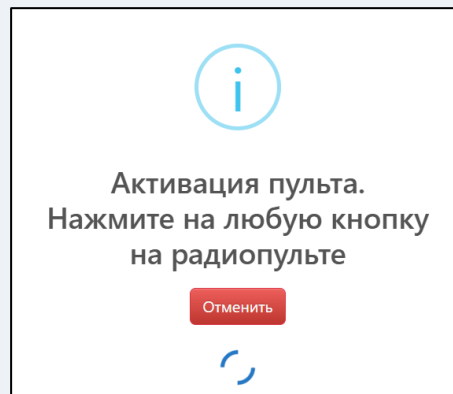 Активация пульта.
Нажмите на любую кнопку
на радиопульте
Отменить